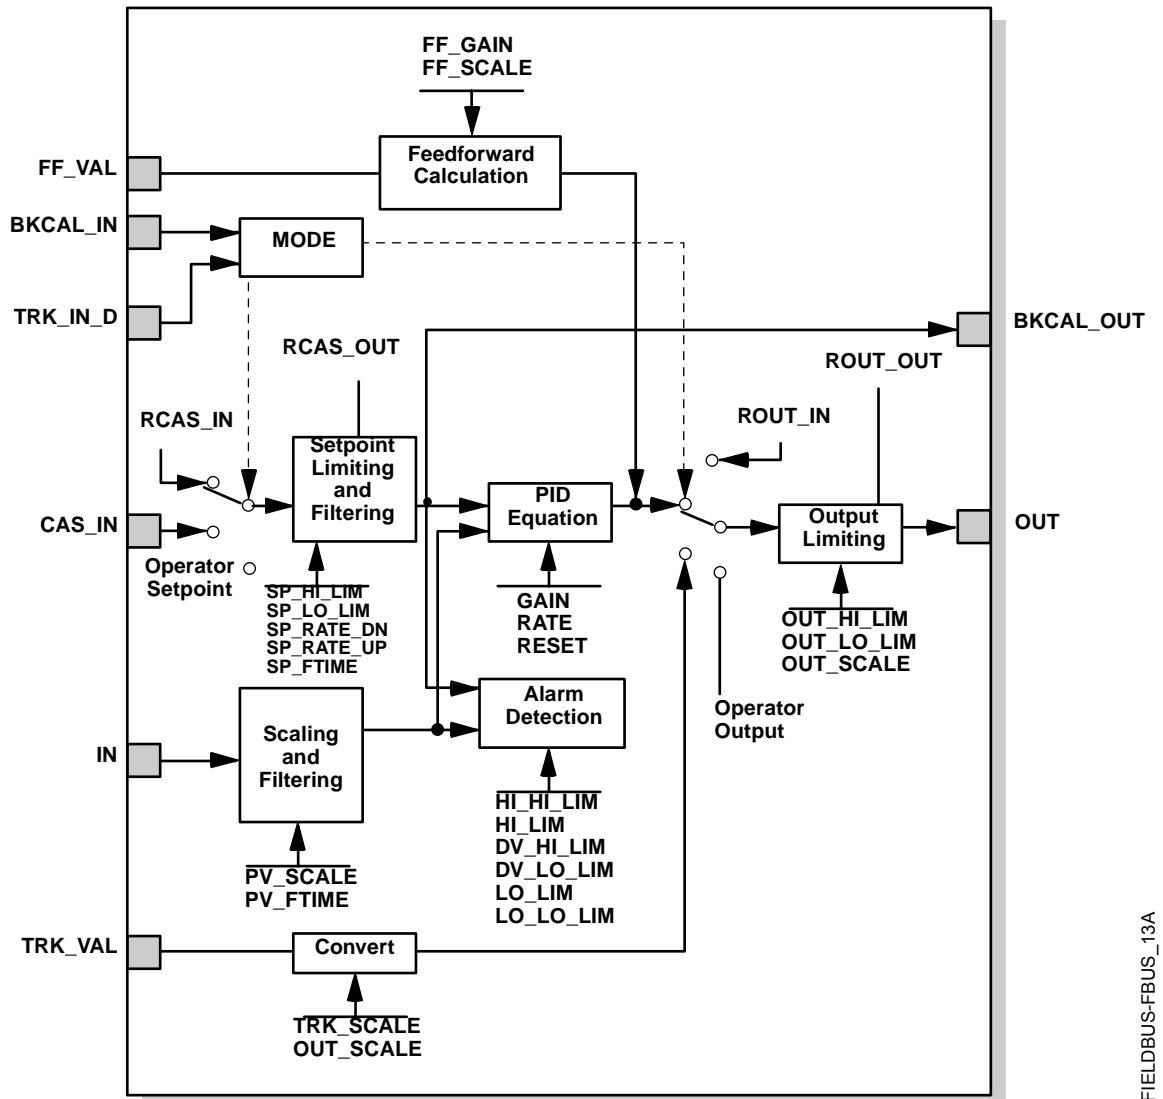 FF_GAIN
FF_SCALE
Feedforward
Calculation
FF_VAL
BKCAL_IN
MODE
TRK_IN_D
BKCAL_OUT
RCAS_OUT
ROUT_OUT
RCAS_IN
ROUT_IN
Setpoint
Limiting
and
Filtering
PID
Equation
Output
Limiting
CAS_IN
OUT
Operator
Setpoint
SP_HI_LIM
SP_LO_LIM
SP_RATE_DN
SP_RATE_UP
SP_FTIME
GAIN
RATE
RESET
OUT_HI_LIM
OUT_LO_LIM
OUT_SCALE
Alarm
Detection
Operator
Output
IN
Scaling
and
Filtering
HI_HI_LIM
HI_LIM
DV_HI_LIM
DV_LO_LIM
LO_LIM
LO_LO_LIM
PV_SCALE
PV_FTIME
TRK_VAL
Convert
TRK_SCALE
OUT_SCALE
FIELDBUS-FBUS_13A